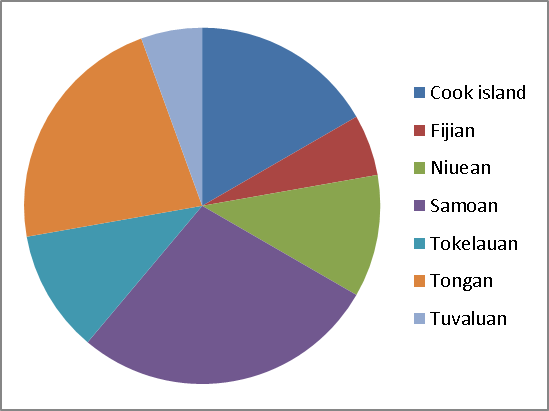 Cook island
Fijian
Niuean
Samoan
Tokelauan
Tongan
Tuvaluan